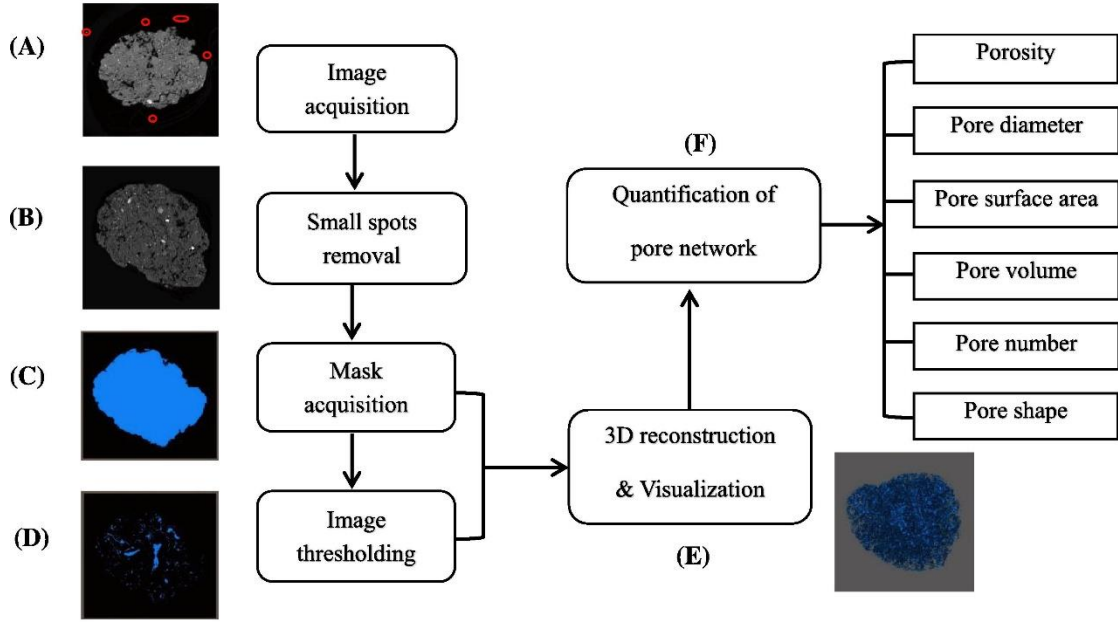 (A)
Image
acquisition
(B)
Small spots
removal
(C)
Mask
acquisition
(D)
Image
thresholding
3D reconstruction
& Visualization
(E)
(F)
Quantification of
pore network
Porosity
Pore diameter
Pore surface area
Pore volume
Pore number
Pore shape